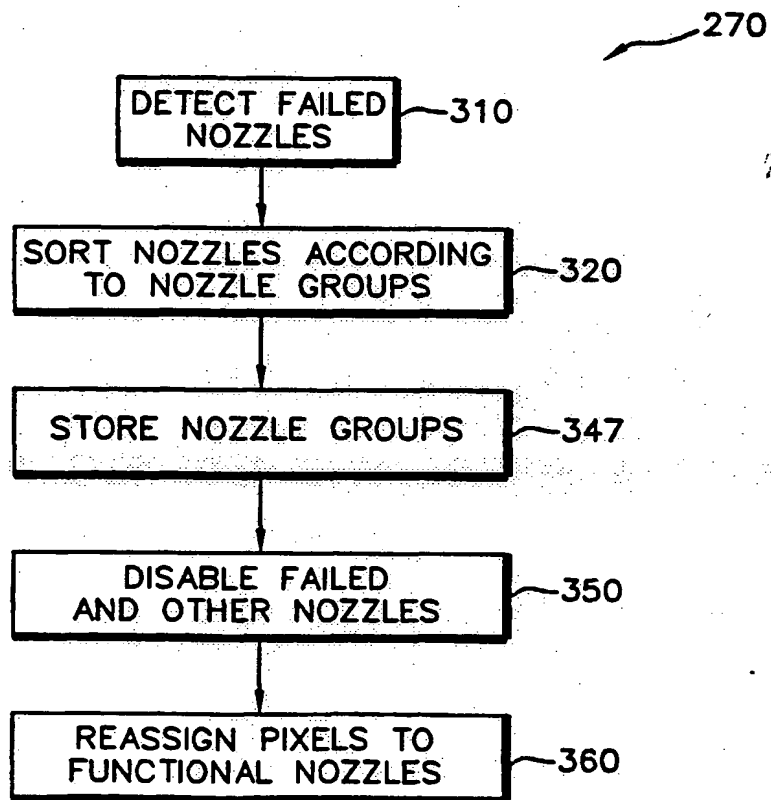 270
DETECT FAILED
NOZZLES
310
SORT NOZZLES ACCORDING
TO NOZZLE GROUPS
320
STORE NOZZLE GROUPS
347
DISABLE FAILED
AND OTHER NOZZLES
350
REASSIGN PIXELS TO
FUNCTIONAL NOZZLES
360